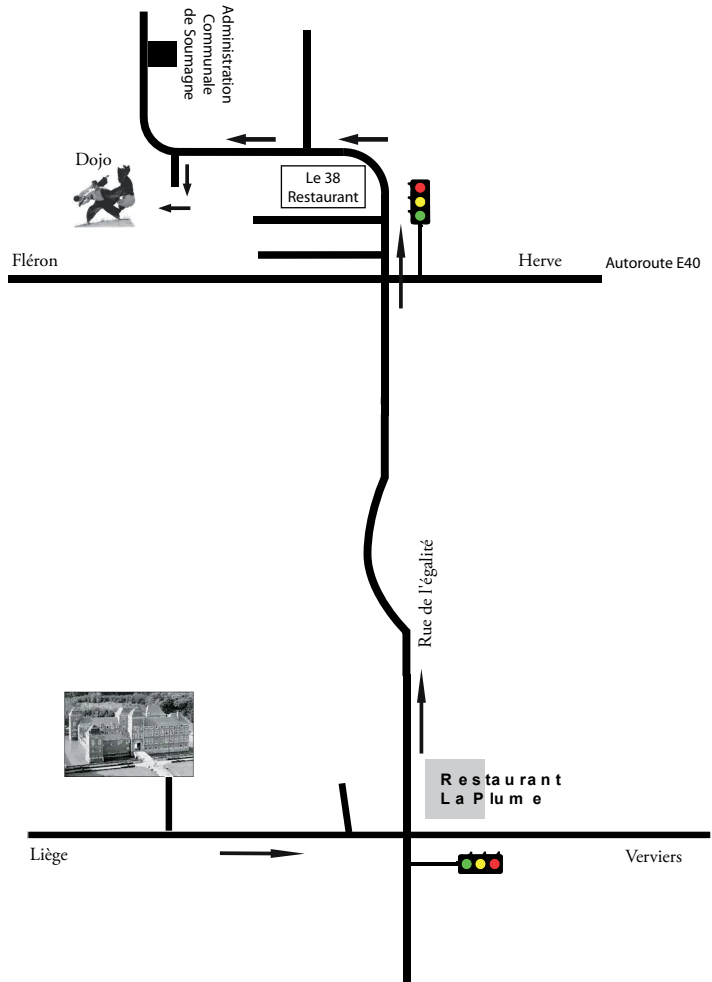 Administration
Communale
de Soumagne
Dojo
Le 38
Restaurant
Fléron
Herve
Autoroute E40
Rue de l'égalité
Restaurant
La Plume
Liège
Verviers